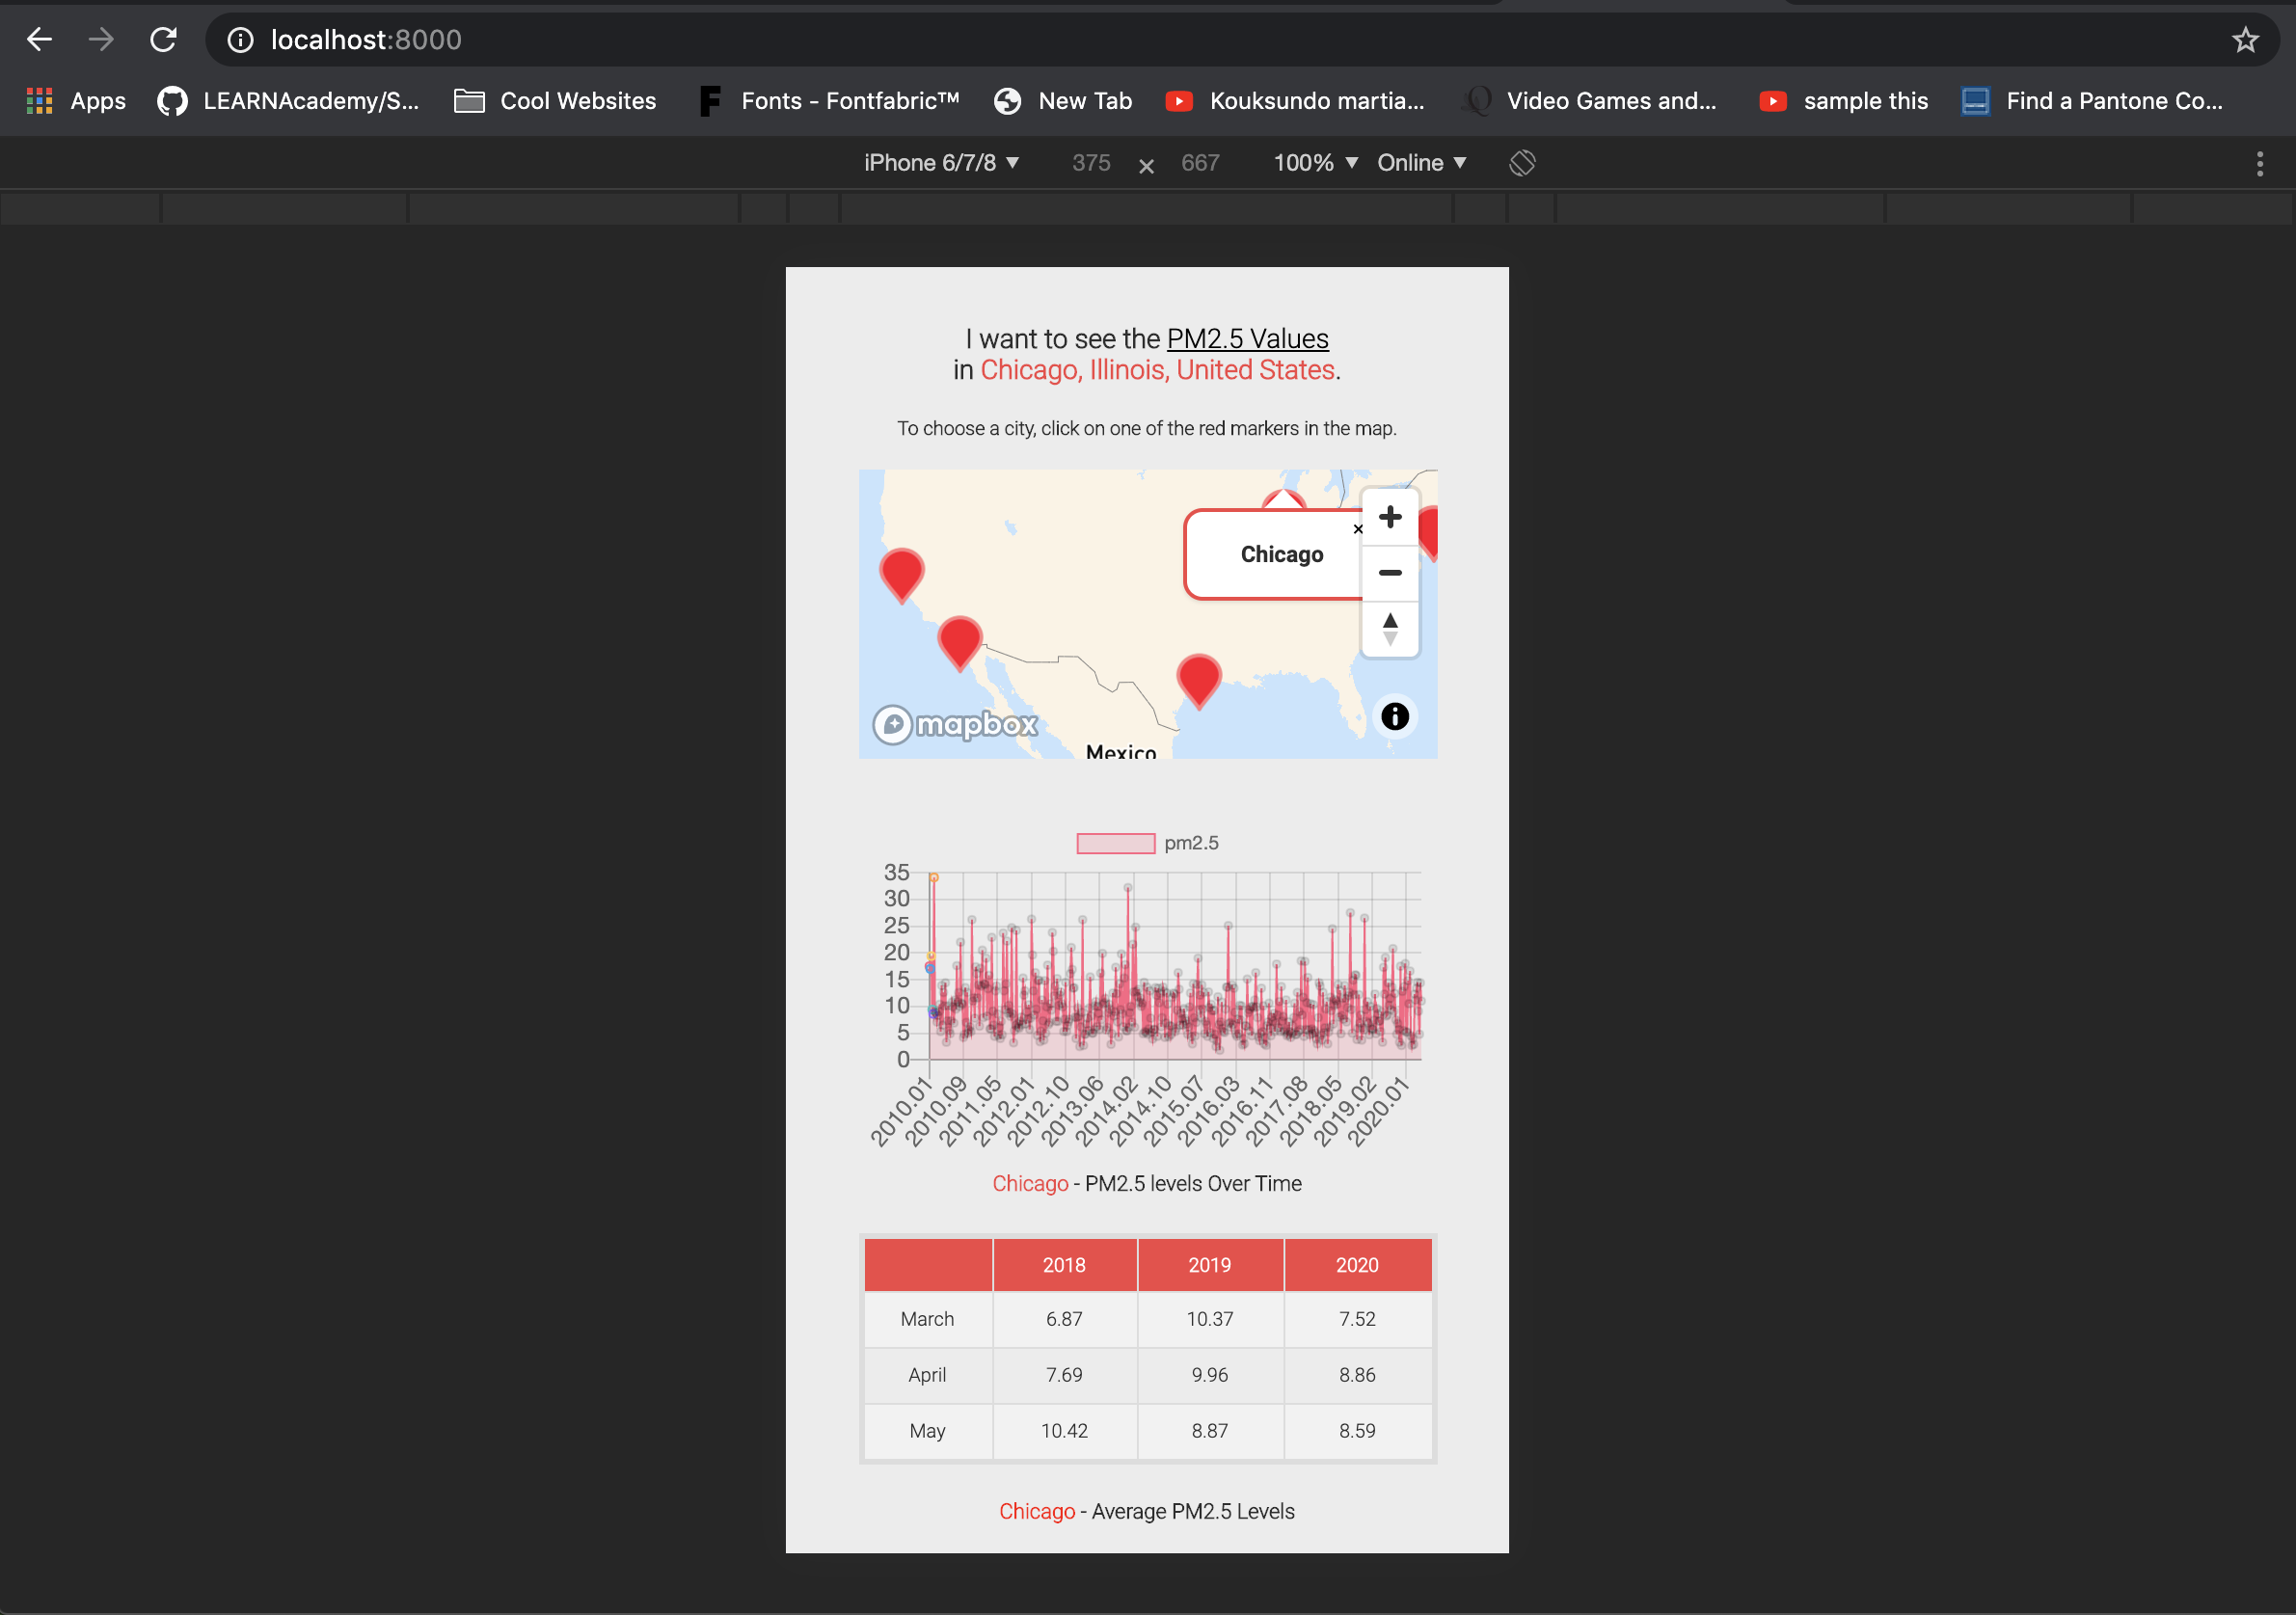 localhost:8000
Apps LEARNAcademy/S... Cool Websites Fonts - Fontfabric™ New Tab Kouksundo martia... Video Games and... sample this Find a Pantone Co...
iPhone 6/7/8 ▼ 375 × 667 100% ▼ Online ▼
I want to see the PM2.5 Values
in Chicago, Illinois, United States.
To choose a city, click on one of the red markers in the map.
×
Chicago
mapbox
Mexico
pm2.5
35
30
25
20
15
10
5
0
2010.01 2010.09 2011.05 2012.01 2012.10 2013.06 2014.02 2014.10 2015.07 2016.03 2016.11 2017.08 2018.05 2019.02 2020.01
Chicago - PM2.5 levels Over Time
2018 2019 2020
March 6.87 10.37 7.52
April 7.69 9.96 8.86
May 10.42 8.87 8.59
Chicago - Average PM2.5 Levels